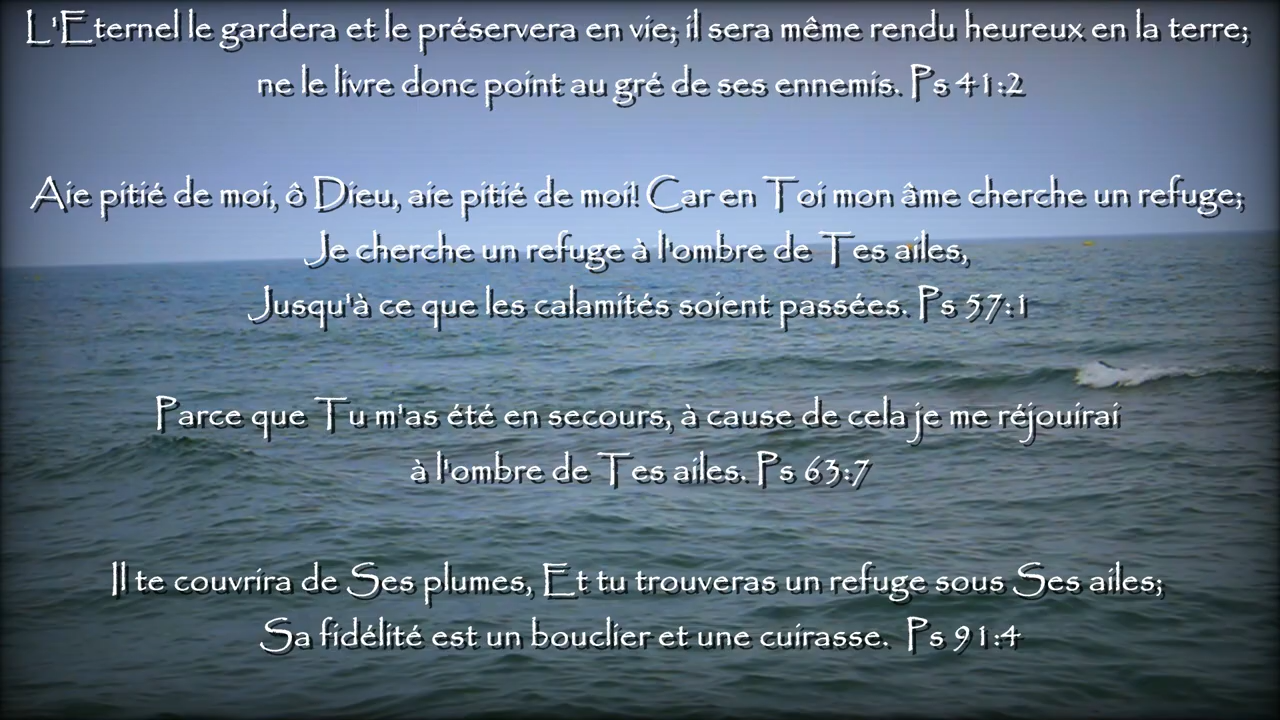 L'Eternel le gardera et le préservera en vie; il sera même rendu heureux en la terre;
ne le livre donc point au gré de ses ennemis. Ps 41:2
Aie pitié de moi, ô Dieu, aie pitié de moi! Car en Toi mon âme cherche un refuge;
Je cherche un refuge à l'ombre de Tes ailes,
Jusqu'à ce que les calamités soient passées. Ps 57:1
Parce que Tu m'as été en secours, à cause de cela je me réjouirai
à l'ombre de Tes ailes. Ps 63:7
Il te couvrira de Ses plumes, Et tu trouveras un refuge sous Ses ailes;
Sa fidélité est un bouclier et une cuirasse. Ps 91:4